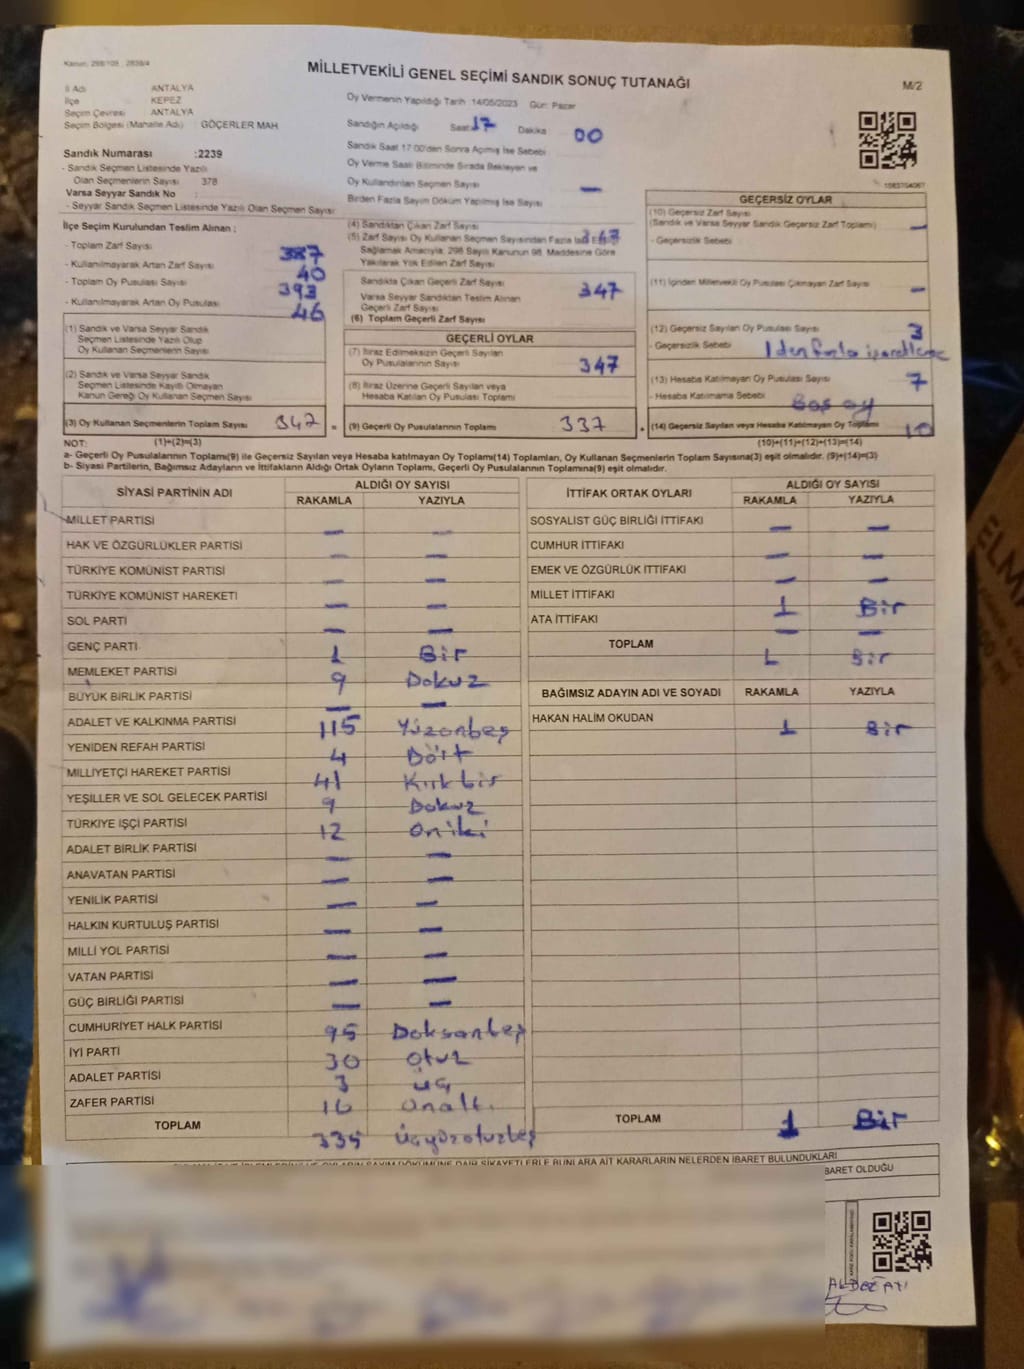 Kanun: 298/105 , 2839/4
MİLLETVEKİLİ GENEL SEÇİMİ SANDIK SONUÇ TUTANAĞI
M/2
İl Adı ANTALYA
İlçe KEPEZ
Seçim Çevresi : ANTALYA
Seçim Bölgesi (Mahalle Adı) : GÖÇERLER MAH
Sandık Numarası :2239
- Sandık Seçmen Listesinde Yazılı
Olan Seçmenlerin Sayısı 378
Varsa Seyyar Sandık No :
- Seyyar Sandık Seçmen Listesinde Yazılı Olan Seçmen Sayısı
Oy Vermenin Yapıldığı Tarih :14/05/2023 Gün: Pazar
Sandığın Açıldığı Saat 17 Dakika 00
Sandık Saat 17:00'den Sonra Açılmış İse Sebebi
Oy Verme Saati Bitiminde Sırada Bekleyen ve
Oy Kullandırılan Seçmen Sayısı —
Birden Fazla Sayım Döküm Yapılmış İse Sayısı
İlçe Seçim Kurulundan Teslim Alınan ;
- Toplam Zarf Sayısı 387
- Kullanılmayarak Artan Zarf Sayısı 40
- Toplam Oy Pusulası Sayısı 393
- Kullanılmayarak Artan Oy Pusulası 46
(1) Sandık ve Varsa Seyyar Sandık
Seçmen Listesinde Yazılı Olup
Oy Kullanan Seçmenlerin Sayısı
(2) Sandık ve Varsa Seyyar Sandık
Seçmen Listesinde Kayıtlı Olmayan
Kanun Gereği Oy Kullanan Seçmen Sayısı
(3) Oy Kullanan Seçmenlerin Toplam Sayısı 347
(4) Sandıktan Çıkan Zarf Sayısı 347
(5) Zarf Sayısı Oy Kullanan Seçmen Sayısından Fazla İse
Sağlamak Amacıyla, 298 Sayılı Kanunun 98. Maddesine Göre
Yakılarak Yok Edilen Zarf Sayısı
Sandıkta Çıkan Geçerli Zarf Sayısı 347
Varsa Seyyar Sandıktan Teslim Alınan
Geçerli Zarf Sayısı
(6) Toplam Geçerli Zarf Sayısı
GEÇERLİ OYLAR
(7) İtiraz Edilmeksizin Geçerli Sayılan
Oy Pusulalarının Sayısı 347
(8) İtiraz Üzerine Geçerli Sayılan veya
Hesaba Katılan Oy Pusulası Toplamı
= (9) Geçerli Oy Pusulalarının Toplamı 337
GEÇERSİZ OYLAR
(10) Geçersiz Zarf Sayısı
(Sandık ve Varsa Seyyar Sandık Geçersiz Zarf Toplamı) —
- Geçersizlik Sebebi
(11) İçinden Milletvekili Oy Pusulası Çıkmayan Zarf Sayısı —
(12) Geçersiz Sayılan Oy Pusulası Sayısı 3
- Geçersizlik Sebebi 1 den fazla işaretleme
(13) Hesaba Katılmayan Oy Pusulası Sayısı 7
- Hesaba Katılmama Sebebi Boş oy
(14) Geçersiz Sayılan veya Hesaba Katılmayan Oy Toplamı 10
NOT: (1)+(2)=(3) (10)+(11)+(12)+(13)=(14)
a- Geçerli Oy Pusulalarının Toplamı(9) ile Geçersiz Sayılan veya Hesaba katılmayan Oy Toplamı(14) Toplamları, Oy Kullanan Seçmenlerin Toplam Sayısına(3) eşit olmalıdır. (9)+(14)=(3)
b- Siyasi Partilerin, Bağımsız Adayların ve İttifakların Aldığı Ortak Oyların Toplamı, Geçerli Oy Pusulalarının Toplamına(9) eşit olmalıdır.
SİYASİ PARTİNİN ADI ALDIĞI OY SAYISI
RAKAMLA YAZIYLA
MİLLET PARTİSİ — —
HAK VE ÖZGÜRLÜKLER PARTİSİ — —
TÜRKİYE KOMÜNİST PARTİSİ — —
TÜRKİYE KOMÜNİST HAREKETİ — —
SOL PARTİ — —
GENÇ PARTİ 1 Bir
MEMLEKET PARTİSİ 9 Dokuz
BÜYÜK BİRLİK PARTİSİ — —
ADALET VE KALKINMA PARTİSİ 115 Yüzonbeş
YENİDEN REFAH PARTİSİ 4 Dört
MİLLİYETÇİ HAREKET PARTİSİ 41 Kırkbir
YEŞİLLER VE SOL GELECEK PARTİSİ 9 Dokuz
TÜRKİYE İŞÇİ PARTİSİ 12 Oniki
ADALET BİRLİK PARTİSİ — —
ANAVATAN PARTİSİ — —
YENİLİK PARTİSİ — —
HALKIN KURTULUŞ PARTİSİ — —
MİLLİ YOL PARTİSİ — —
VATAN PARTİSİ — —
GÜÇ BİRLİĞİ PARTİSİ — —
CUMHURİYET HALK PARTİSİ 95 Doksanbeş
İYİ PARTİ 30 Otuz
ADALET PARTİSİ 3 üç
ZAFER PARTİSİ 16 Onaltı
TOPLAM 335 Üçyüzotuzbeş
İTTİFAK ORTAK OYLARI ALDIĞI OY SAYISI
RAKAMLA YAZIYLA
SOSYALİST GÜÇ BİRLİĞİ İTTİFAKI — —
CUMHUR İTTİFAKI — —
EMEK VE ÖZGÜRLÜK İTTİFAKI — —
MİLLET İTTİFAKI 1 Bir
ATA İTTİFAKI — —
TOPLAM 1 Bir
BAĞIMSIZ ADAYIN ADI VE SOYADI RAKAMLA YAZIYLA
HAKAN HALİM OKUDAN 1 Bir
TOPLAM 1 Bir
DÖKÜMÜNE DAİR ŞİKAYETLERLE BUNLARA AİT KARARLARIN NELERDEN İBARET BULUNDUKLARI
BARET OLDUĞU